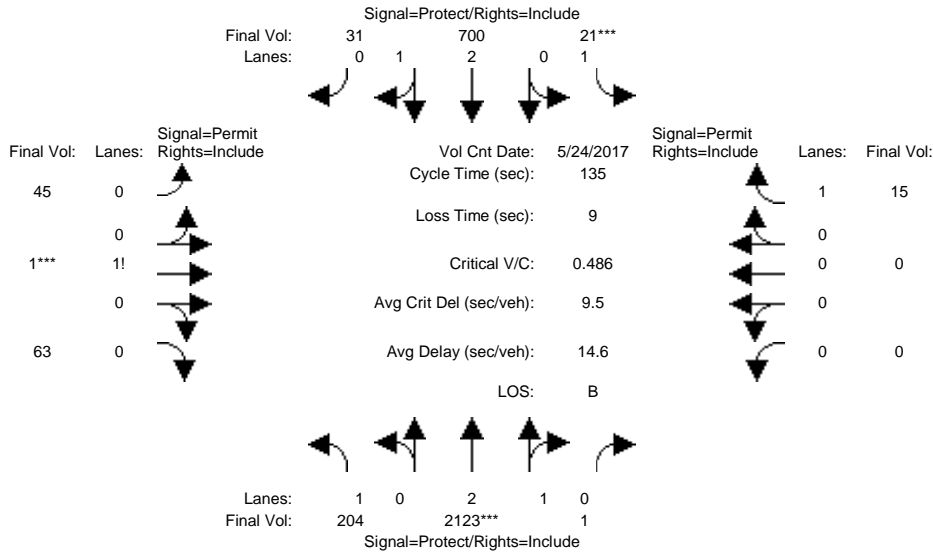 Signal=Protect/Rights=Include
Final Vol: 31 700 21***
Lanes: 0 1 2 0 1
Signal=Permit
Final Vol: Lanes: Rights=Include
Vol Cnt Date: 5/24/2017
Signal=Permit
Rights=Include Lanes: Final Vol:
Cycle Time (sec): 135
45 0
1 15
Loss Time (sec): 9
0
0
1*** 1!
Critical V/C: 0.486
0 0
0
Avg Crit Del (sec/veh): 9.5
0
63 0
Avg Delay (sec/veh): 14.6
0 0
LOS: B
Lanes: 1 0 2 1 0
Final Vol: 204 2123*** 1
Signal=Protect/Rights=Include